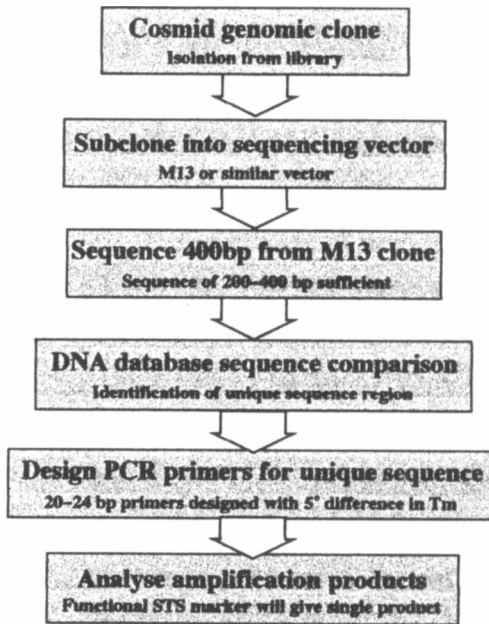 Cosmid genomic clone
Isolation from library
Subclone into sequencing vector
M13 or similar vector
Sequence 400bp from M13 clone
Sequence of 200–400 bp sufficient
DNA database sequence comparison
Identification of unique sequence region
Design PCR primers for unique sequence
20–24 bp primers designed with 5° difference in Tm
Analyse amplification products
Functional STS marker will give single product